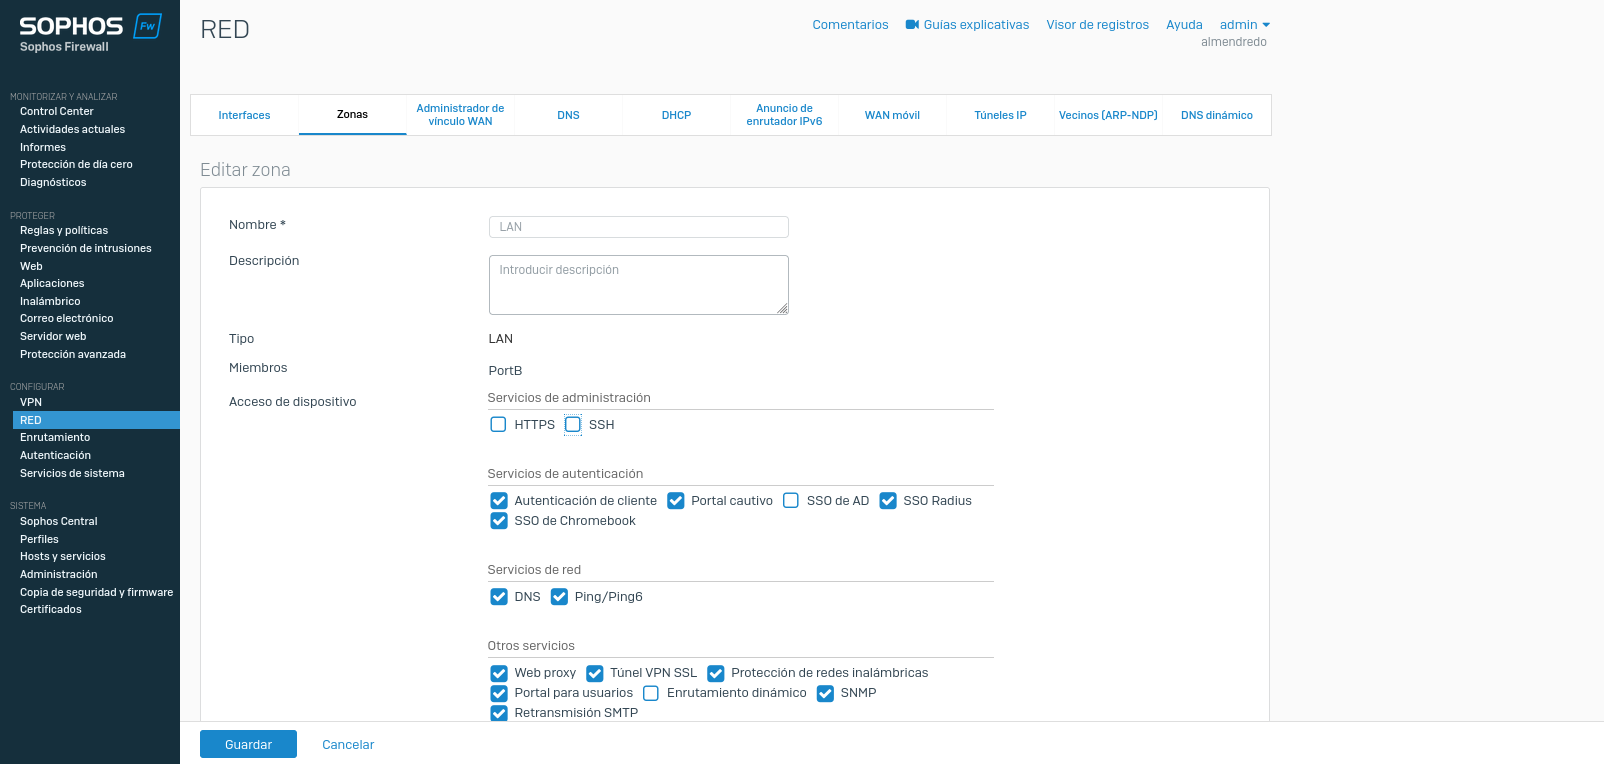 SOPHOS
Fw
Sophos Firewall
MONITORIZAR Y ANALIZAR
Control Center
Actividades actuales
Informes
Protección de día cero
Diagnósticos
PROTEGER
Reglas y políticas
Prevención de intrusiones
Web
Aplicaciones
Inalámbrico
Correo electrónico
Servidor web
Protección avanzada
CONFIGURAR
VPN
RED
Enrutamiento
Autenticación
Servicios de sistema
SISTEMA
Sophos Central
Perfiles
Hosts y servicios
Administración
Copia de seguridad y firmware
Certificados
RED
Comentarios Guías explicativas Visor de registros Ayuda admin
almendredo
Interfaces Zonas Administrador de vínculo WAN DNS DHCP Anuncio de enrutador IPv6 WAN móvil Túneles IP Vecinos (ARP-NDP) DNS dinámico
Editar zona
Nombre * LAN
Descripción Introducir descripción
Tipo LAN
Miembros PortB
Acceso de dispositivo Servicios de administración
HTTPS SSH
Servicios de autenticación
Autenticación de cliente Portal cautivo SSO de AD SSO Radius
SSO de Chromebook
Servicios de red
DNS Ping/Ping6
Otros servicios
Web proxy Túnel VPN SSL Protección de redes inalámbricas
Portal para usuarios Enrutamiento dinámico SNMP
Retransmisión SMTP
Guardar Cancelar